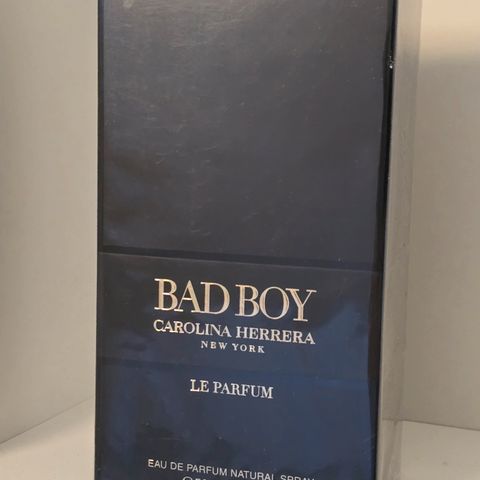 BAD BOY
CAROLINA HERRERA
NEW YORK
LE PARFUM
EAU DE PARFUM NATURAL SPRAY